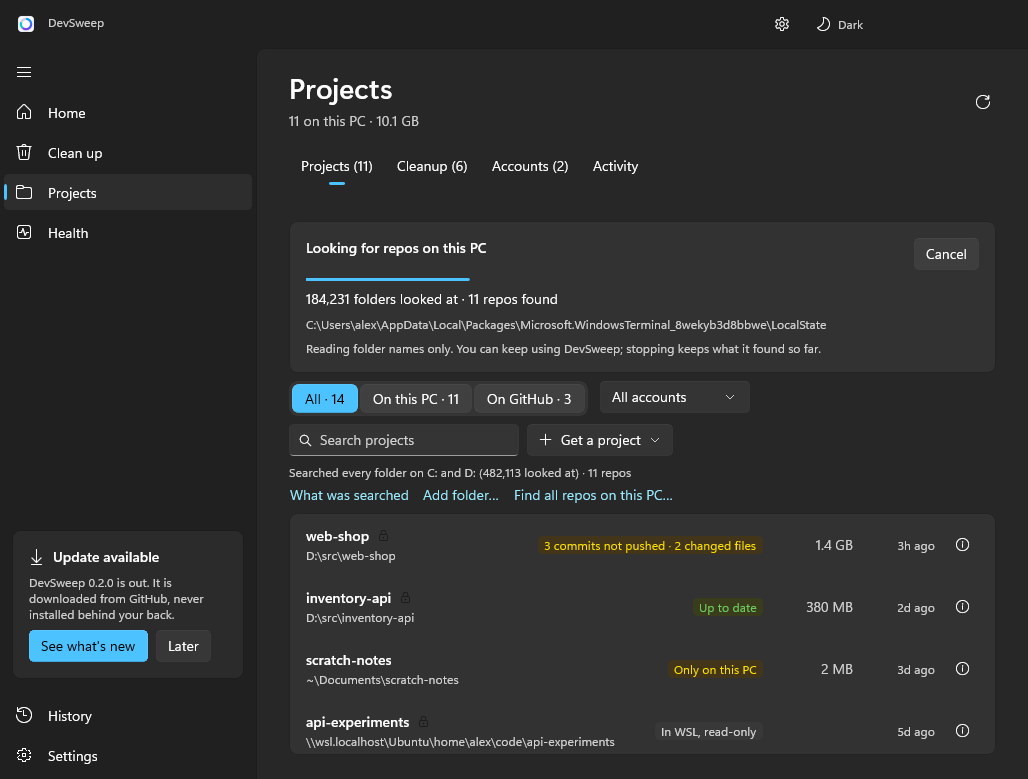 DevSweep
Dark
Home
Clean up
Projects
Health
Projects
11 on this PC · 10.1 GB
Projects (11) Cleanup (6) Accounts (2) Activity
Looking for repos on this PC
Cancel
184,231 folders looked at · 11 repos found
C:\Users\alex\AppData\Local\Packages\Microsoft.WindowsTerminal_8wekyb3d8bbwe\LocalState
Reading folder names only. You can keep using DevSweep; stopping keeps what it found so far.
All · 14 On this PC · 11 On GitHub · 3 All accounts
Search projects Get a project
Searched every folder on C: and D: (482,113 looked at) · 11 repos
What was searched Add folder... Find all repos on this PC...
web-shop
D:\src\web-shop
3 commits not pushed · 2 changed files 1.4 GB 3h ago
inventory-api
D:\src\inventory-api
Up to date 380 MB 2d ago
scratch-notes
~\Documents\scratch-notes
Only on this PC 2 MB 3d ago
api-experiments
\\wsl.localhost\Ubuntu\home\alex\code\api-experiments
In WSL, read-only 5d ago
Update available
DevSweep 0.2.0 is out. It is
downloaded from GitHub, never
installed behind your back.
See what's new Later
History
Settings